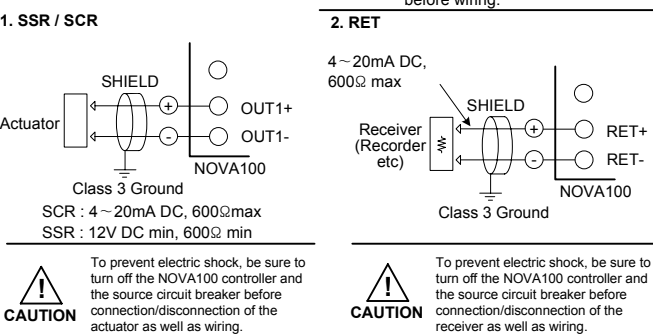 before wiring.
1. SSR / SCR
SHIELD
Actuator
+
-
OUT1+
OUT1-
NOVA100
Class 3 Ground
SCR : 4～20mA DC, 600Ωmax
SSR : 12V DC min, 600Ω min
!
CAUTION
To prevent electric shock, be sure to
turn off the NOVA100 controller and
the source circuit breaker before
connection/disconnection of the
actuator as well as wiring.
2. RET
4～20mA DC,
600Ω max
SHIELD
Receiver
(Recorder
etc)
+
-
RET+
RET-
NOVA100
Class 3 Ground
!
CAUTION
To prevent electric shock, be sure to
turn off the NOVA100 controller and
the source circuit breaker before
connection/disconnection of the
receiver as well as wiring.